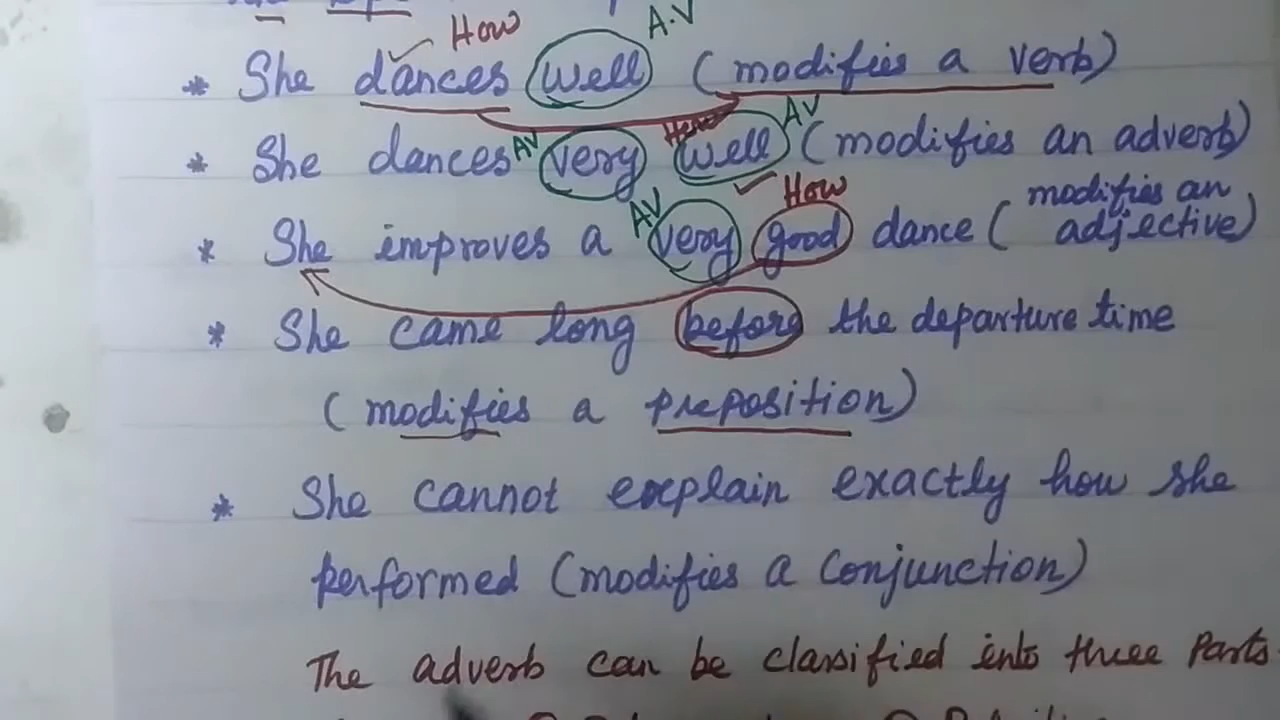 How A.V
* She dances well (modifies a verb)
AV AV
* She dances very well (modifies an adverb)
AV How modifies an
* She improves a very good dance ( adjective)
* She came long before the departure time
( modifies a preposition)
* She cannot explain exactly how she
performed (modifies a conjunction)
The adverb can be classified into three Parts